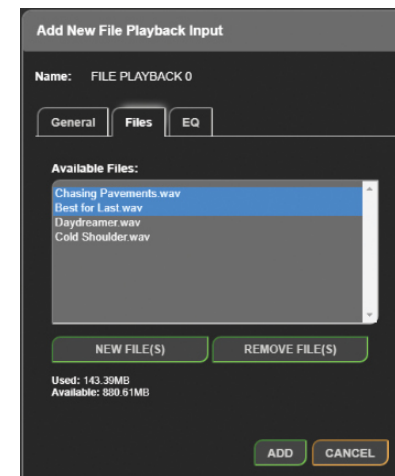 Add New File Playback Input
Name: FILE PLAYBACK 0
General Files EQ
Available Files:
Chasing Pavements.wav
Best for Last.wav
Daydreamer.wav
Cold Shoulder.wav
NEW FILE(S) REMOVE FILE(S)
Used: 143.39MB
Available: 880.61MB
ADD CANCEL